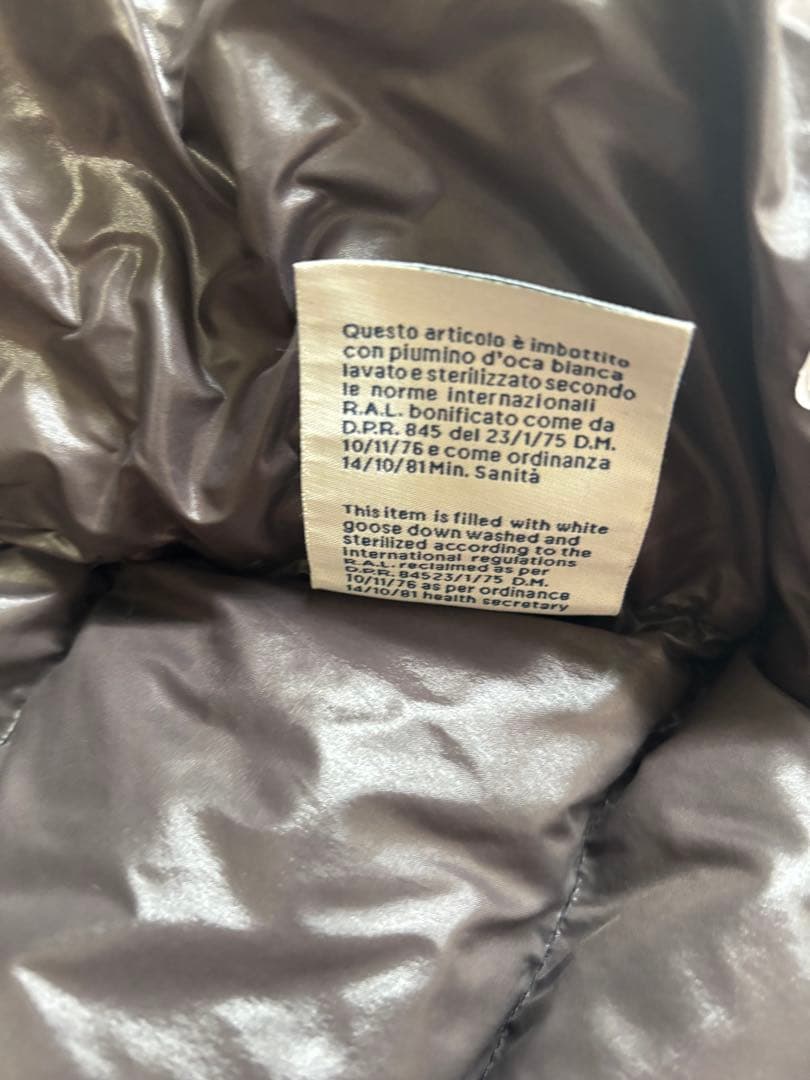 Questo articolo è imbottito
con piumino d'oca bianca
lavato e sterilizzato secondo
le norme internazionali
R.A.L. bonificato come da
D.P.R. 845 del 23/1/75 D.M.
10/11/76 e come ordinanza
14/10/81 Min. Sanità
This item is filled with white
goose down washed and
sterilized according to the
International regulations
R.A.L. reclaimed as per
D.P.R. 84523/1/75 D.M.
10/11/76 as per ordinance
14/10/81 health secretary